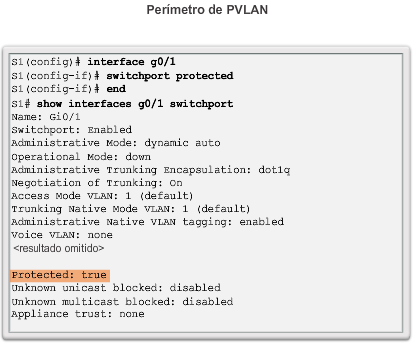 Perímetro de PVLAN
S1(config)# interface g0/1
S1(config-if)# switchport protected
S1(config-if)# end
S1# show interfaces g0/1 switchport
Name: Gi0/1
Switchport: Enabled
Administrative Mode: dynamic auto
Operational Mode: down
Administrative Trunking Encapsulation: dot1q
Negotiation of Trunking: On
Access Mode VLAN: 1 (default)
Trunking Native Mode VLAN: 1 (default)
Administrative Native VLAN tagging: enabled
Voice VLAN: none
<resultado omitido>
Protected: true
Unknown unicast blocked: disabled
Unknown multicast blocked: disabled
Appliance trust: none